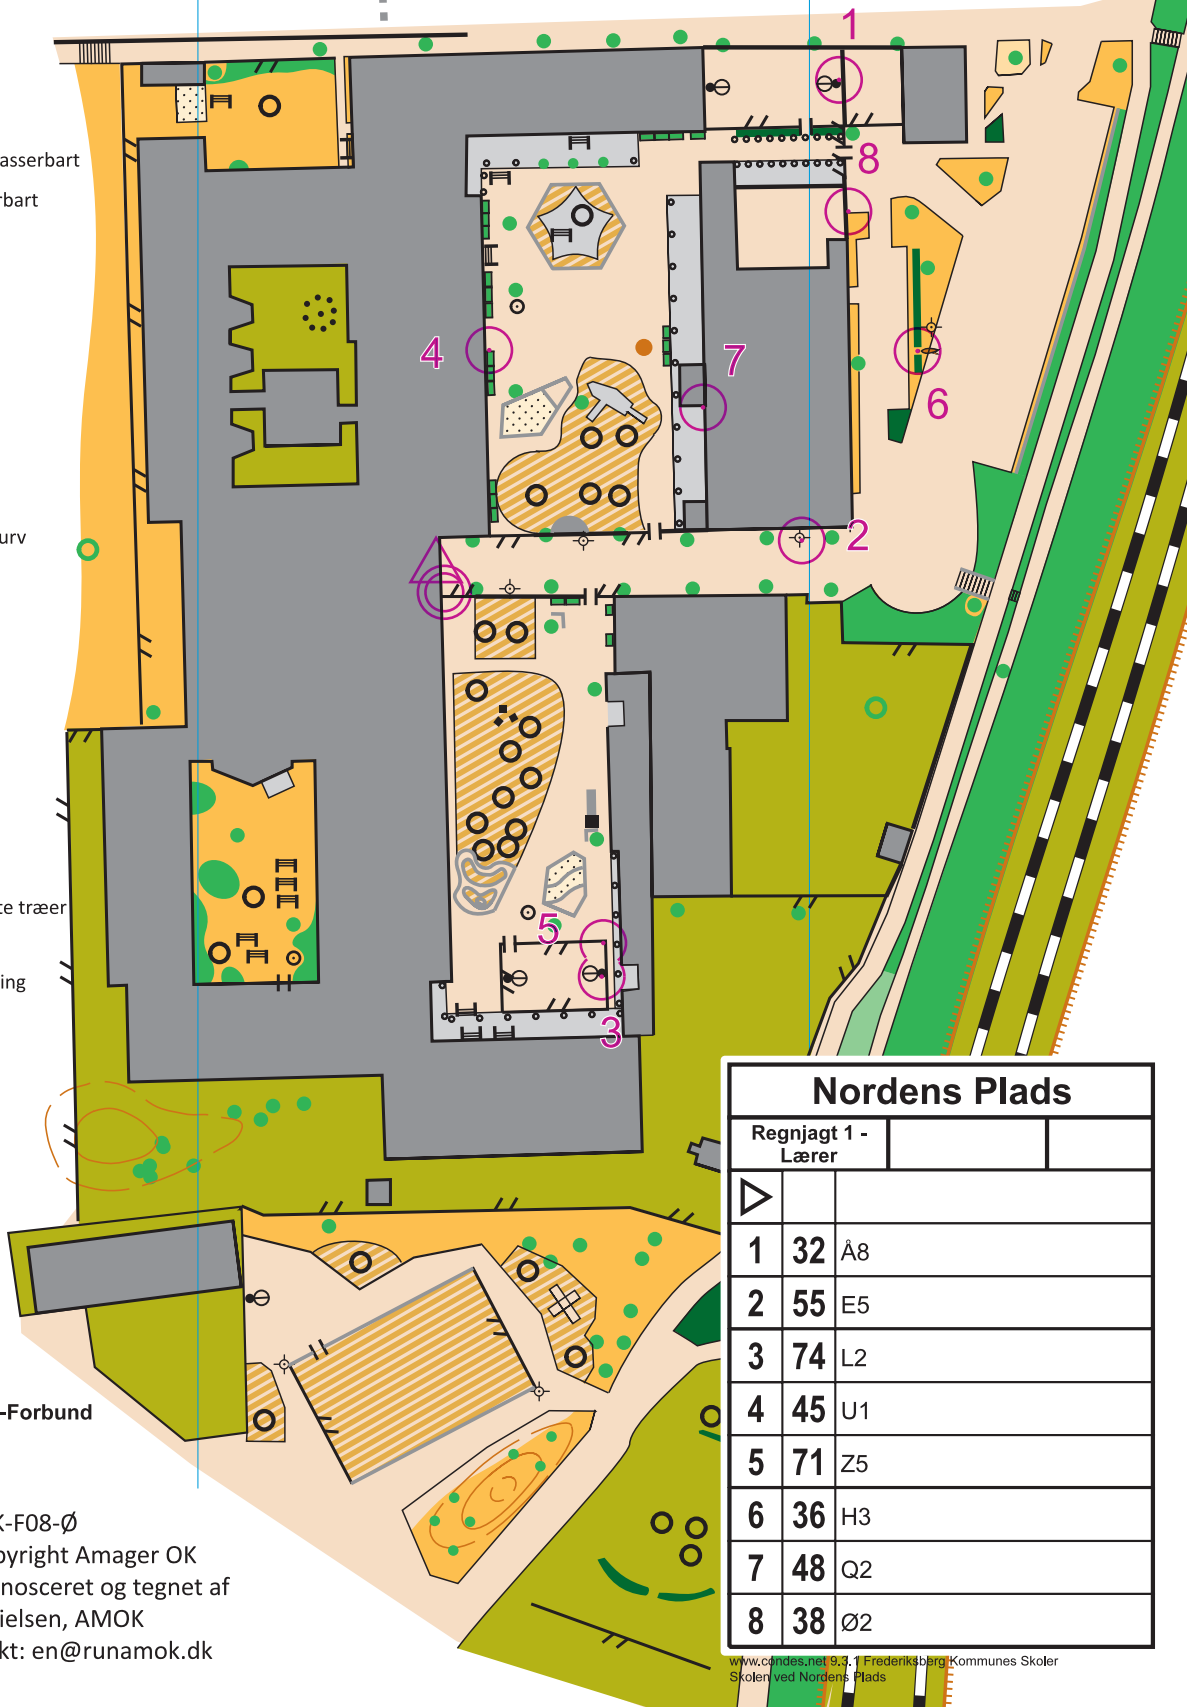 1
asserbart
8
rbart
4
7
6
urv
2
te træer
5
ing
3
Nordens Plads
Regnjagt 1 -
Lærer
1 32 Å8
2 55 E5
3 74 L2
4 45 U1
5 71 Z5
6 36 H3
7 48 Q2
8 38 Ø2
-Forbund
K-F08-Ø
pyright Amager OK
nosceret og tegnet af
ielsen, AMOK
kt: en@runamok.dk
www.condes.net 9.3.1 Frederiksberg Kommunes Skoler
Skolen ved Nordens Plads